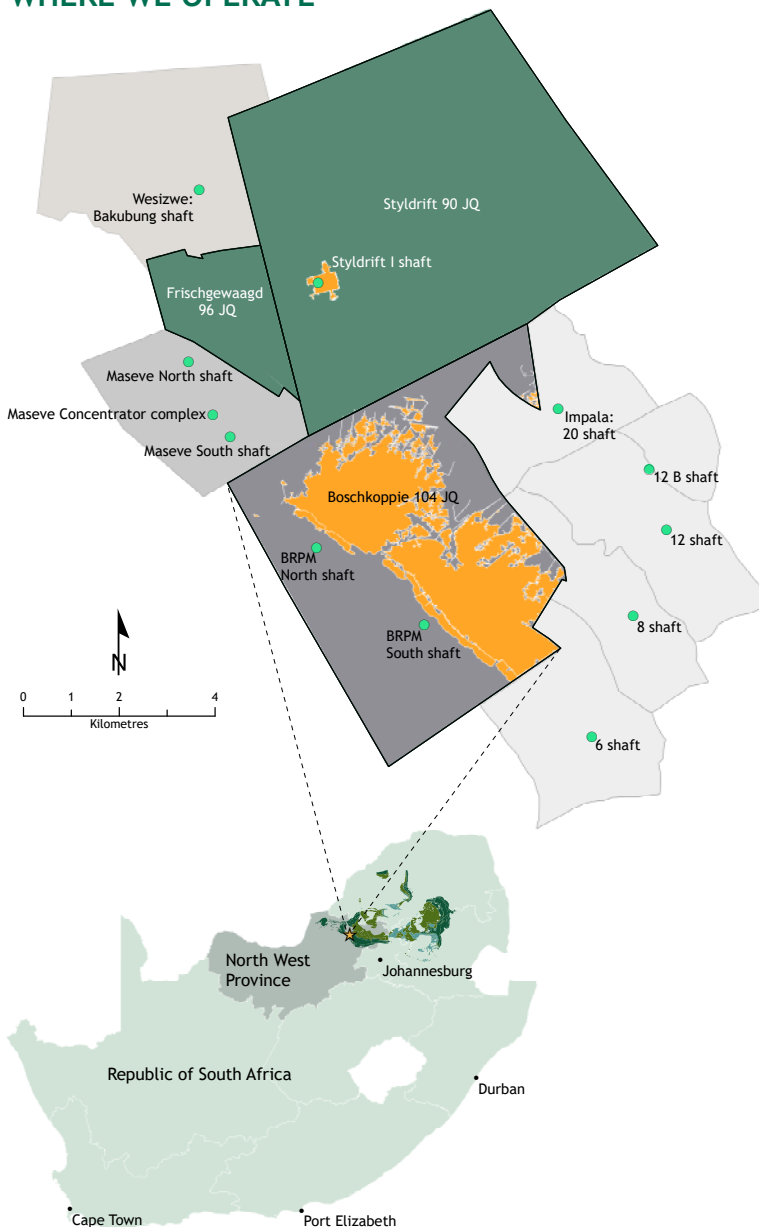 WHERE WE OPERATE
Styldrift 90 JQ
Wesizwe:
Bakubung shaft
Styldrift I shaft
Frischgewaagd
96 JQ
Maseve North shaft
Maseve Concentrator complex
Maseve South shaft
Impala:
20 shaft
12 B shaft
Boschkoppie 104 JQ
12 shaft
BRPM
North shaft
8 shaft
BRPM
South shaft
N
0 1 2 4
Kilometres
6 shaft
North West
Province
Johannesburg
Republic of South Africa
Durban
Cape Town
Port Elizabeth